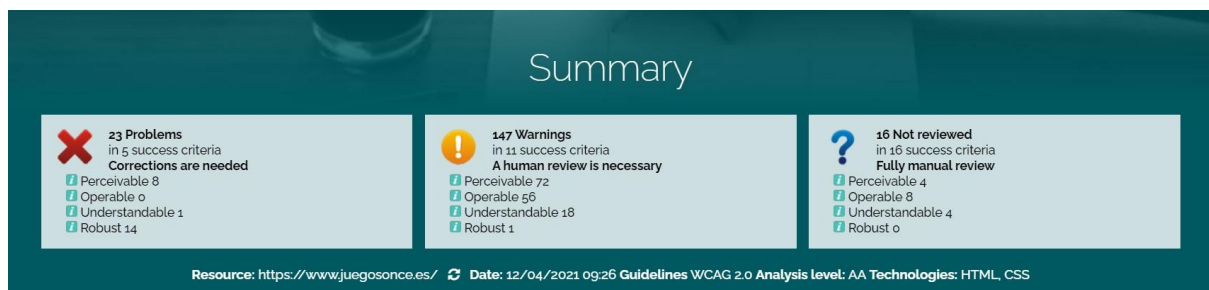 Summary
23 Problems
in 5 success criteria
Corrections are needed
Perceivable 8
Operable 0
Understandable 1
Robust 14
147 Warnings
in 11 success criteria
A human review is necessary
Perceivable 72
Operable 56
Understandable 18
Robust 1
16 Not reviewed
in 16 success criteria
Fully manual review
Perceivable 4
Operable 8
Understandable 4
Robust 0
Resource: https://www.juegosonce.es/ Date: 12/04/2021 09:26 Guidelines WCAG 2.0 Analysis level: AA Technologies: HTML, CSS